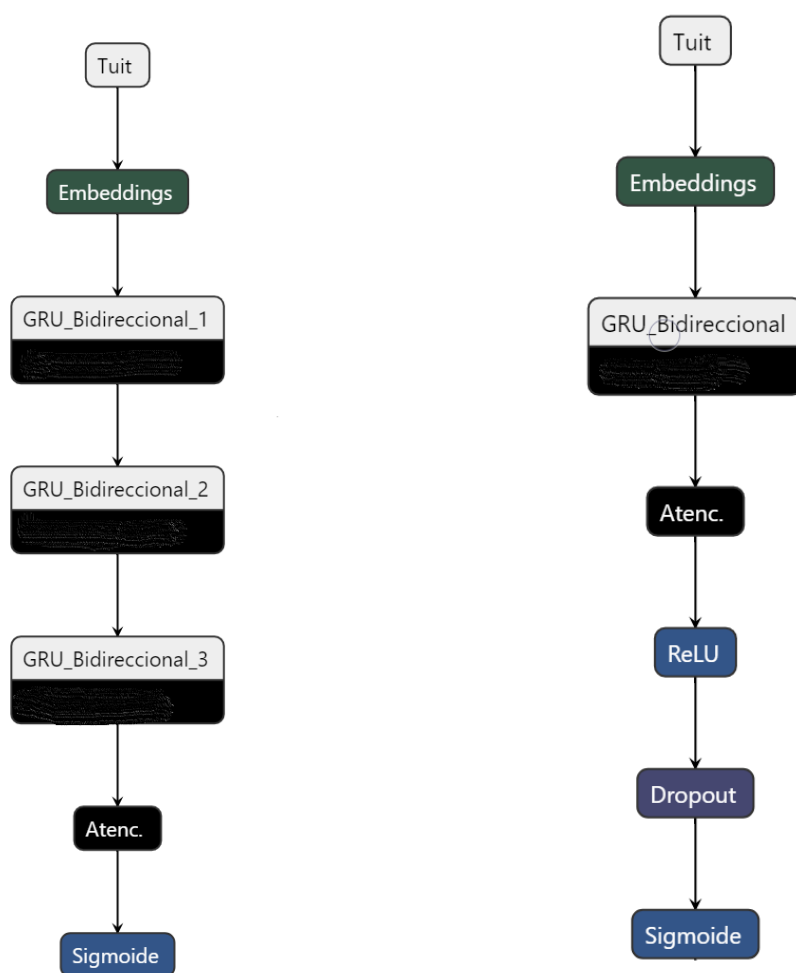 Tuit
Embeddings
GRU_Bidireccional_1
GRU_Bidireccional_2
GRU_Bidireccional_3
Atenc.
Sigmoide
Tuit
Embeddings
GRU_Bidireccional
Atenc.
ReLU
Dropout
Sigmoide